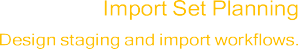 Import Set Planning
Design staging and import workflows.